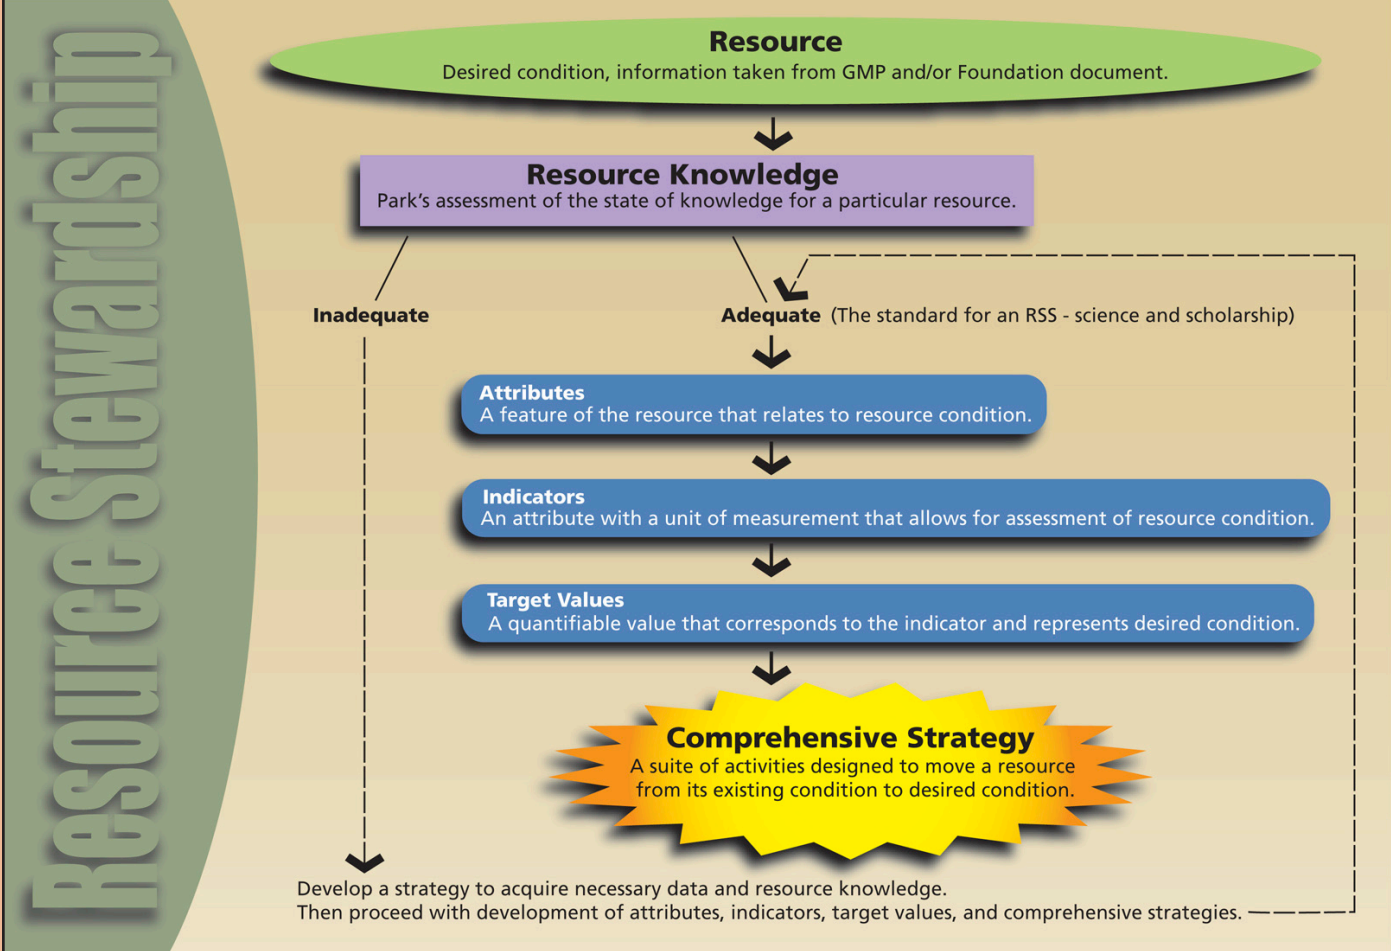 Resource Stewardship
Resource
Desired condition, information taken from GMP and/or Foundation document.
Resource Knowledge
Park's assessment of the state of knowledge for a particular resource.
Inadequate
Adequate (The standard for an RSS - science and scholarship)
Attributes
A feature of the resource that relates to resource condition.
Indicators
An attribute with a unit of measurement that allows for assessment of resource condition.
Target Values
A quantifiable value that corresponds to the indicator and represents desired condition.
Comprehensive Strategy
A suite of activities designed to move a resource
from its existing condition to desired condition.
Develop a strategy to acquire necessary data and resource knowledge.
Then proceed with development of attributes, indicators, target values, and comprehensive strategies.